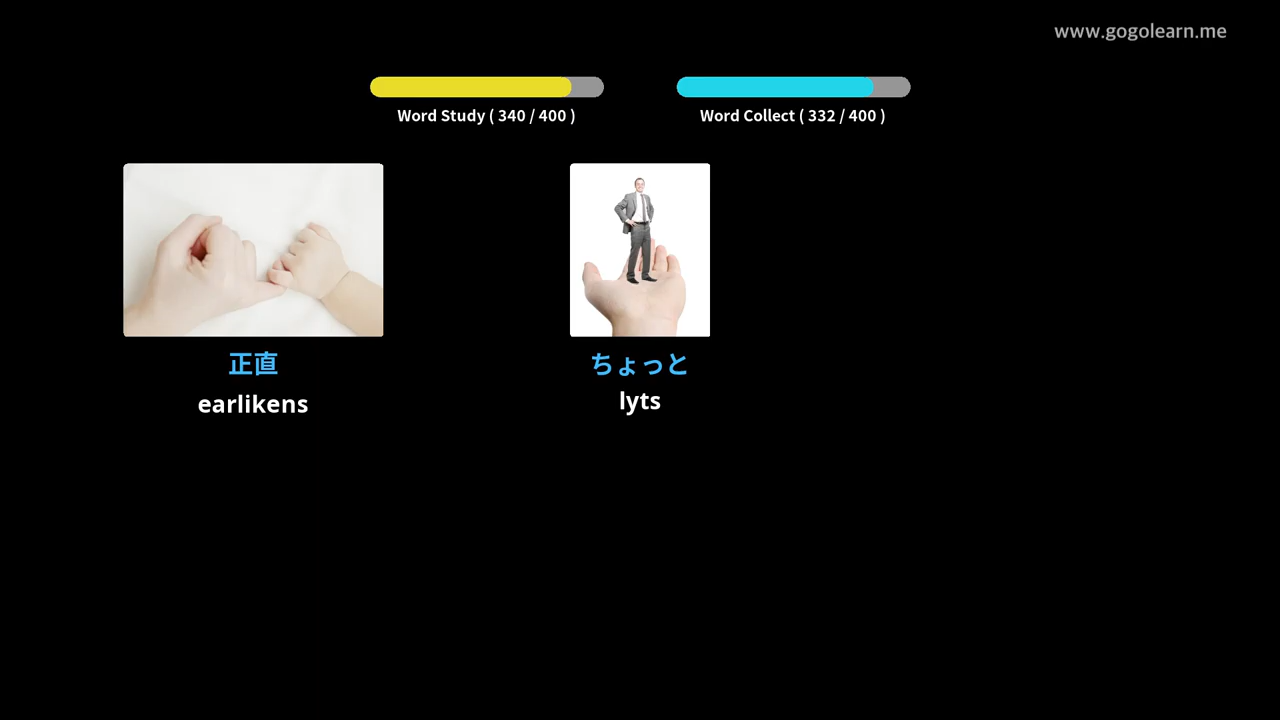 www.gogolearn.me
Word Study ( 340 / 400 )
Word Collect ( 332 / 400 )
正直
earlikens
ちょっと
lyts